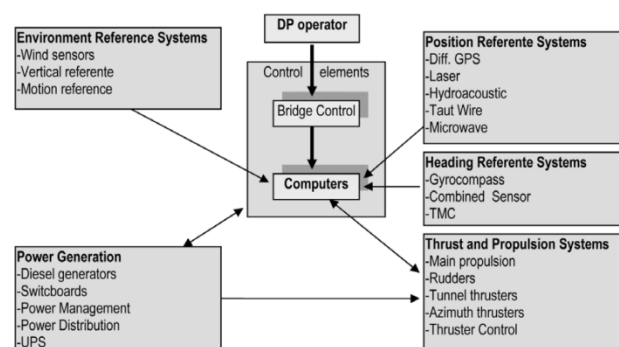 Environment Reference Systems
-Wind sensors
-Vertical referente
-Motion reference
DP operator
Control elements
Bridge Control
Computers
Position Referente Systems
-Diff. GPS
-Laser
-Hydroacoustic
-Taut Wire
-Microwave
Heading Referente Systems
-Gyrocompass
-Combined Sensor
-TMC
Power Generation
-Diesel generators
-Switcboards
-Power Management
-Power Distribution
-UPS
Thrust and Propulsion Systems
-Main propulsion
-Rudders
-Tunnel thrusters
-Azimuth thrusters
-Thruster Control